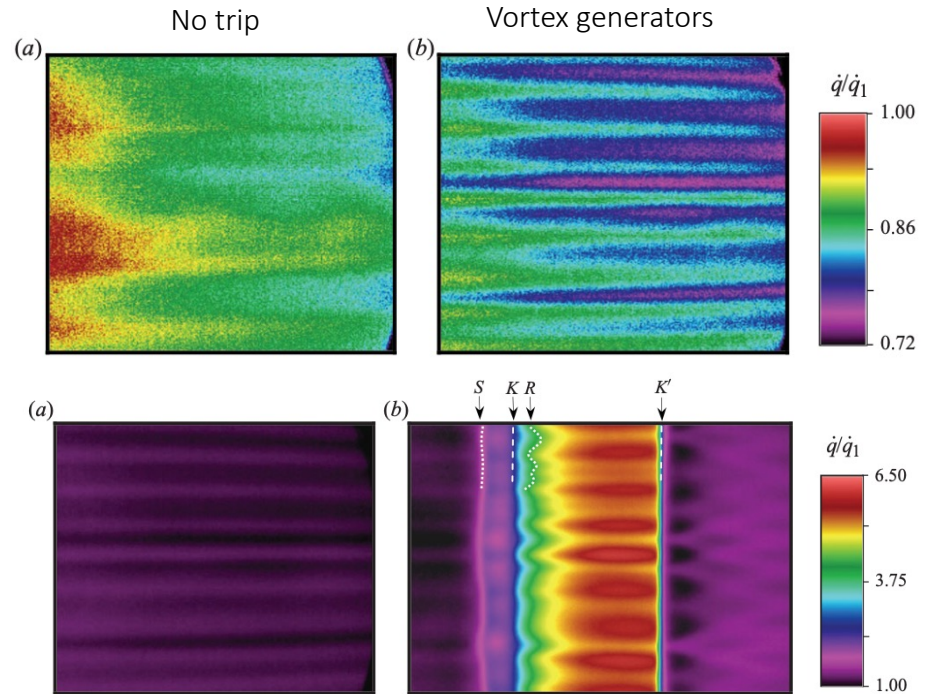 No trip
Vortex generators
(a)
(b)
q̇/q̇₁
1.00
0.86
0.72
(a)
(b)
S
K
R
K′
q̇/q̇₁
6.50
3.75
1.00